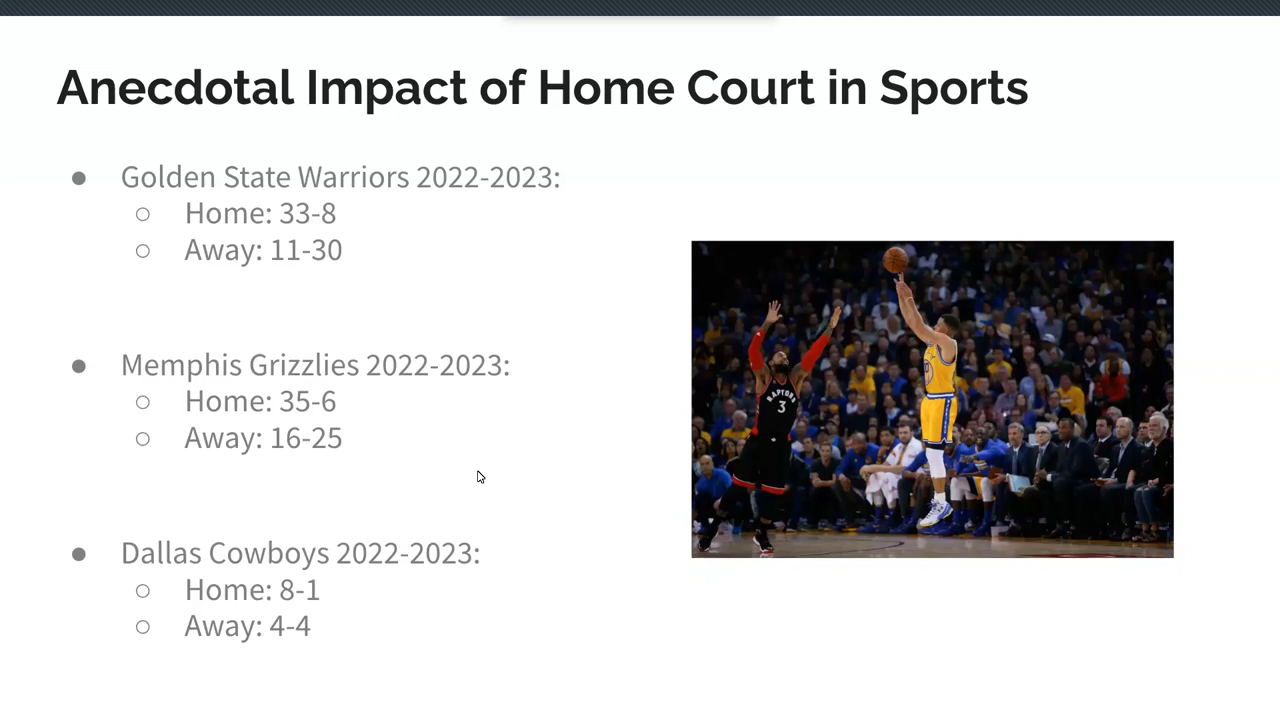 Anecdotal Impact of Home Court in Sports
● Golden State Warriors 2022-2023:
○ Home: 33-8
○ Away: 11-30
● Memphis Grizzlies 2022-2023:
○ Home: 35-6
○ Away: 16-25
● Dallas Cowboys 2022-2023:
○ Home: 8-1
○ Away: 4-4
RAPTORS
3